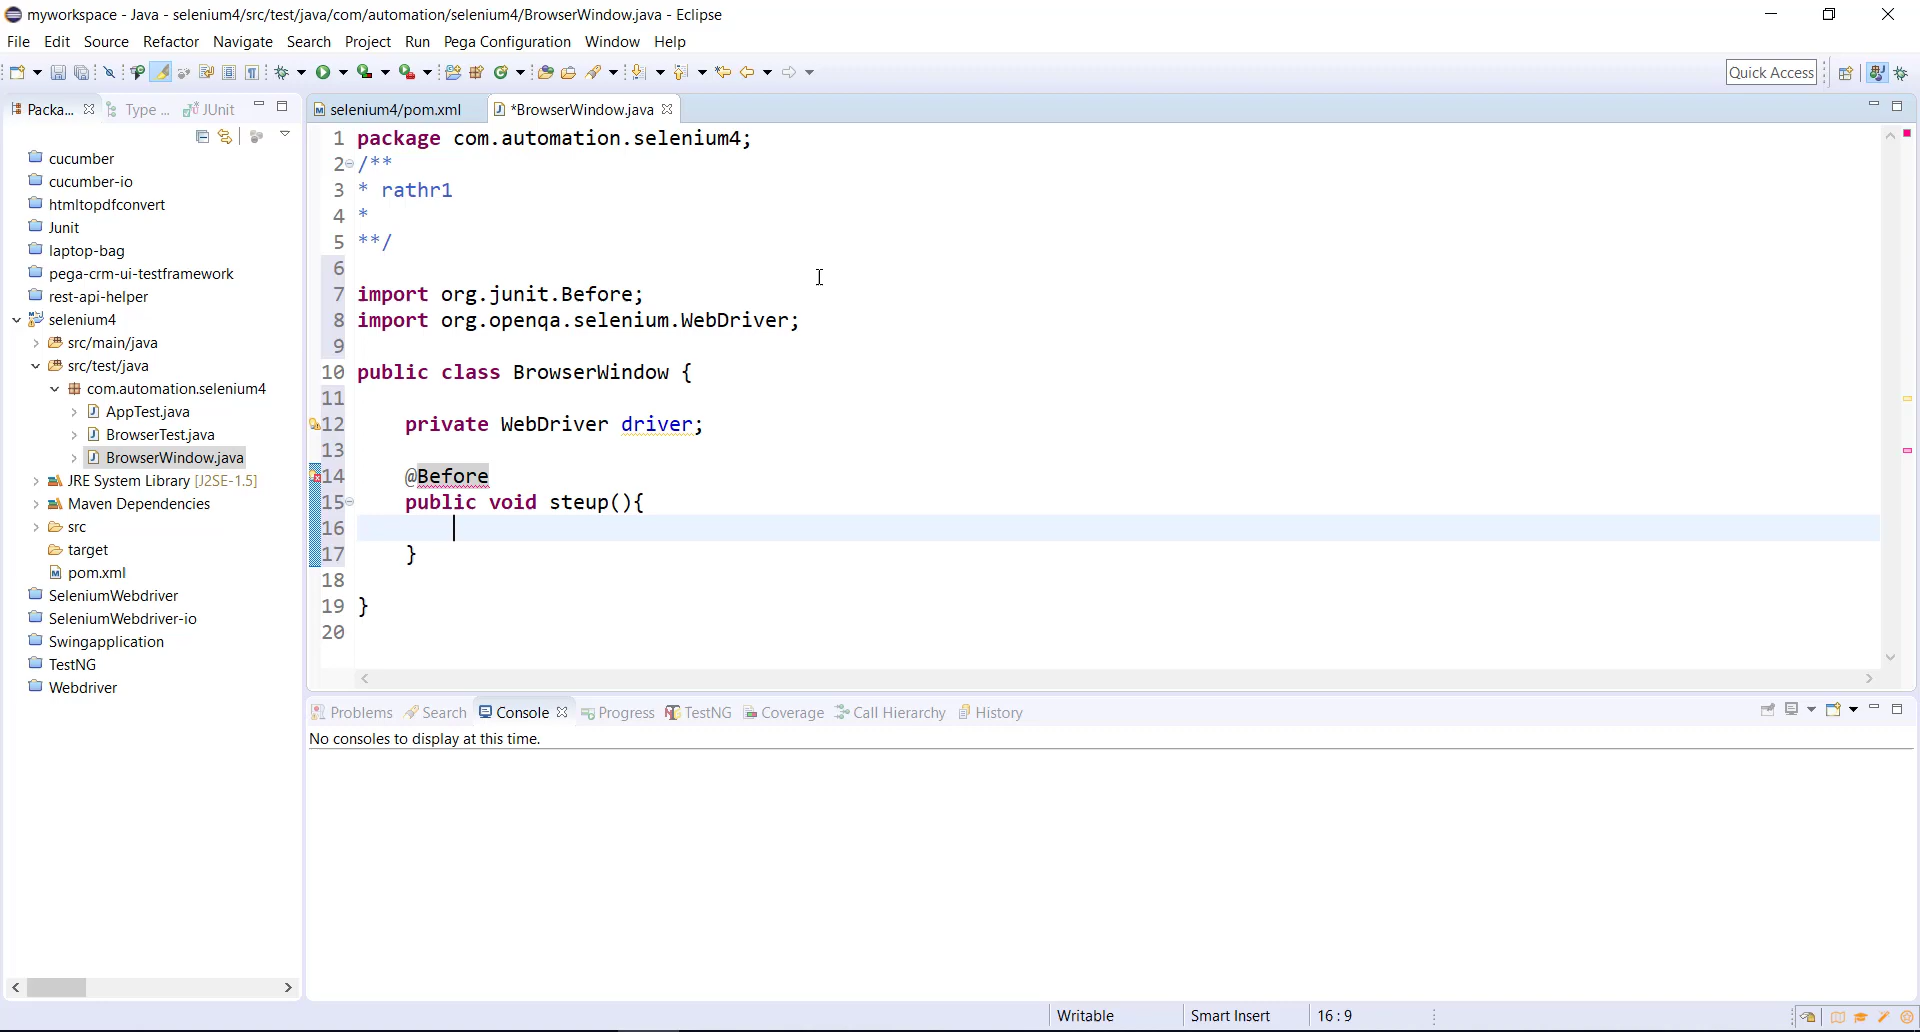 myworkspace - Java - selenium4/src/test/java/com/automation/selenium4/BrowserWindow.java - Eclipse
File Edit Source Refactor Navigate Search Project Run Pega Configuration Window Help
Quick Access
Packa... Type ... JUnit
selenium4/pom.xml *BrowserWindow.java
cucumber
cucumber-io
htmltopdfconvert
Junit
laptop-bag
pega-crm-ui-testframework
rest-api-helper
selenium4
src/main/java
src/test/java
com.automation.selenium4
AppTest.java
BrowserTest.java
BrowserWindow.java
JRE System Library [J2SE-1.5]
Maven Dependencies
src
target
pom.xml
SeleniumWebdriver
SeleniumWebdriver-io
Swingapplication
TestNG
Webdriver
1 package com.automation.selenium4;
2 /**
3 * rathr1
4 *
5 **/
6
7 import org.junit.Before;
8 import org.openqa.selenium.WebDriver;
9
10 public class BrowserWindow {
11
12 private WebDriver driver;
13
14 @Before
15 public void steup(){
16
17 }
18
19 }
20
Problems Search Console Progress TestNG Coverage Call Hierarchy History
No consoles to display at this time.
Writable Smart Insert 16 : 9